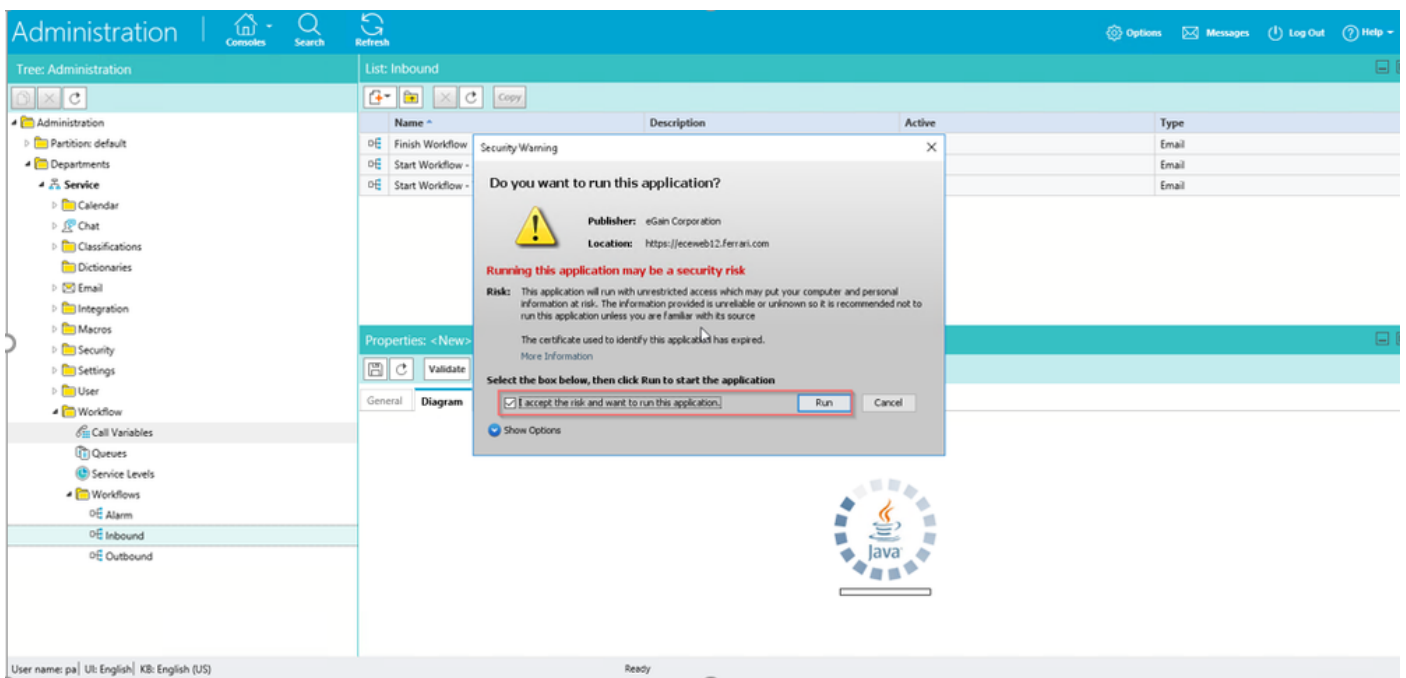 Administration
Consoles
Search
Refresh
Options
Messages
Log Out
Help
Tree: Administration
List: Inbound
Copy
Administration
Partition: default
Departments
Service
Calendar
Chat
Classifications
Dictionaries
Email
Integration
Macros
Security
Settings
User
Workflow
Call Variables
Queues
Service Levels
Workflows
Alarm
Inbound
Outbound
Name Description Active Type
Finish Workflow Email
Start Workflow - Email
Start Workflow - Email
Security Warning
Do you want to run this application?
Publisher: eGain Corporation
Location: https://eceweb12.ferrari.com
Running this application may be a security risk
Risk: This application will run with unrestricted access which may put your computer and personal
information at risk. The information provided is unreliable or unknown so it is recommended not to
run this application unless you are familiar with its source
The certificate used to identify this application has expired.
More Information
Select the box below, then click Run to start the application
I accept the risk and want to run this application.
Run
Cancel
Show Options
Properties: <New>
Validate
General Diagram
Java
User name: pa UI: English KB: English (US)
Ready